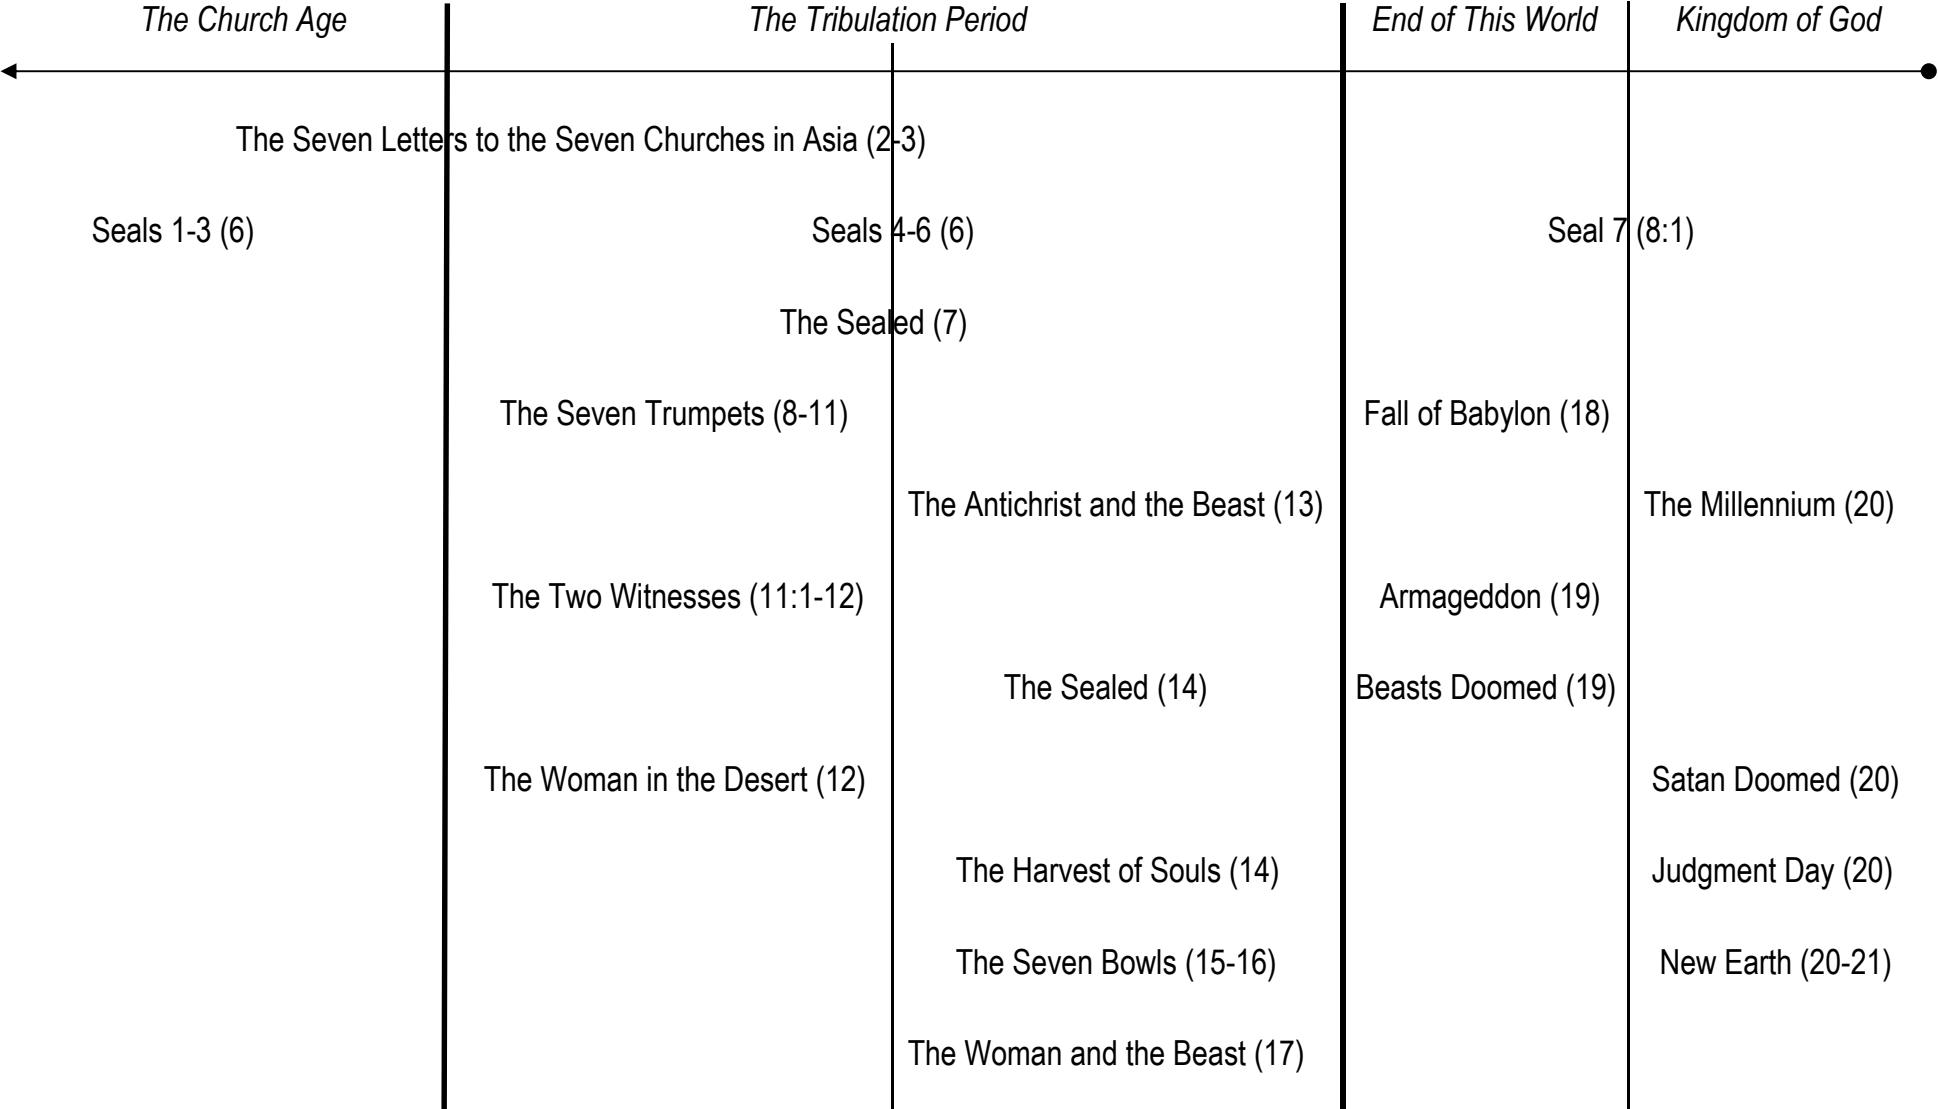 The Church Age The Tribulation Period End of This World Kingdom of God
The Seven Letters to the Seven Churches in Asia (2-3)
Seals 1-3 (6) Seals 4-6 (6) Seal 7 (8:1)
The Sealed (7)
The Seven Trumpets (8-11) Fall of Babylon (18)
The Antichrist and the Beast (13) The Millennium (20)
The Two Witnesses (11:1-12) Armageddon (19)
The Sealed (14) Beasts Doomed (19)
The Woman in the Desert (12) Satan Doomed (20)
The Harvest of Souls (14) Judgment Day (20)
The Seven Bowls (15-16) New Earth (20-21)
The Woman and the Beast (17)